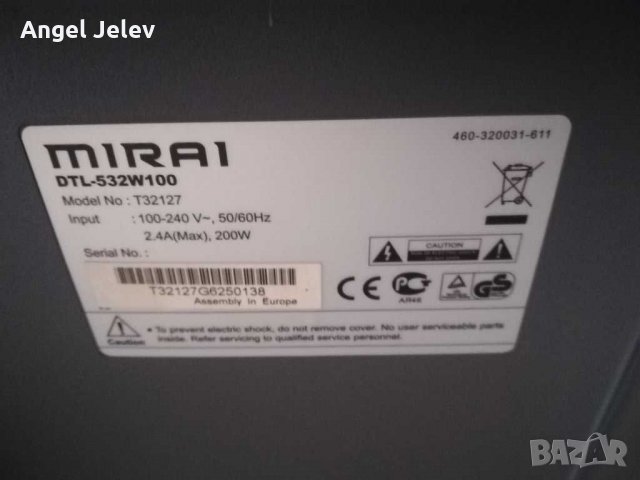 Angel Jelev
460-320031-611
MIRAI
DTL-532W100
Model No : T32127
Input : 100-240 V~, 50/60Hz
2.4A(Max), 200W
Serial No. :
T32127G6250138
Assembly in Europe
CAUTION
CE
AR46
GS
Caution
• To prevent electric shock, do not remove cover. No user serviceable parts
inside. Refer servicing to qualified service personnel.
BAZAR